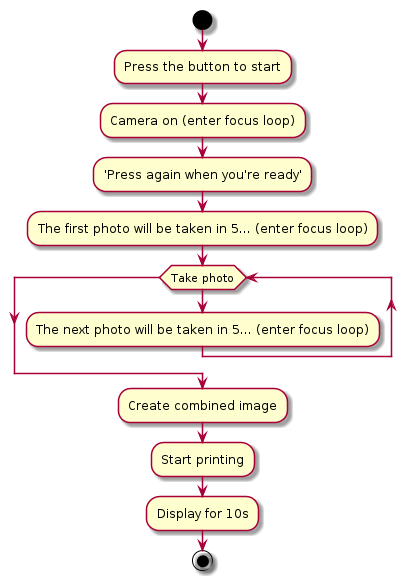 Press the button to start
Camera on (enter focus loop)
'Press again when you're ready'
The first photo will be taken in 5... (enter focus loop)
Take photo
The next photo will be taken in 5... (enter focus loop)
Create combined image
Start printing
Display for 10s